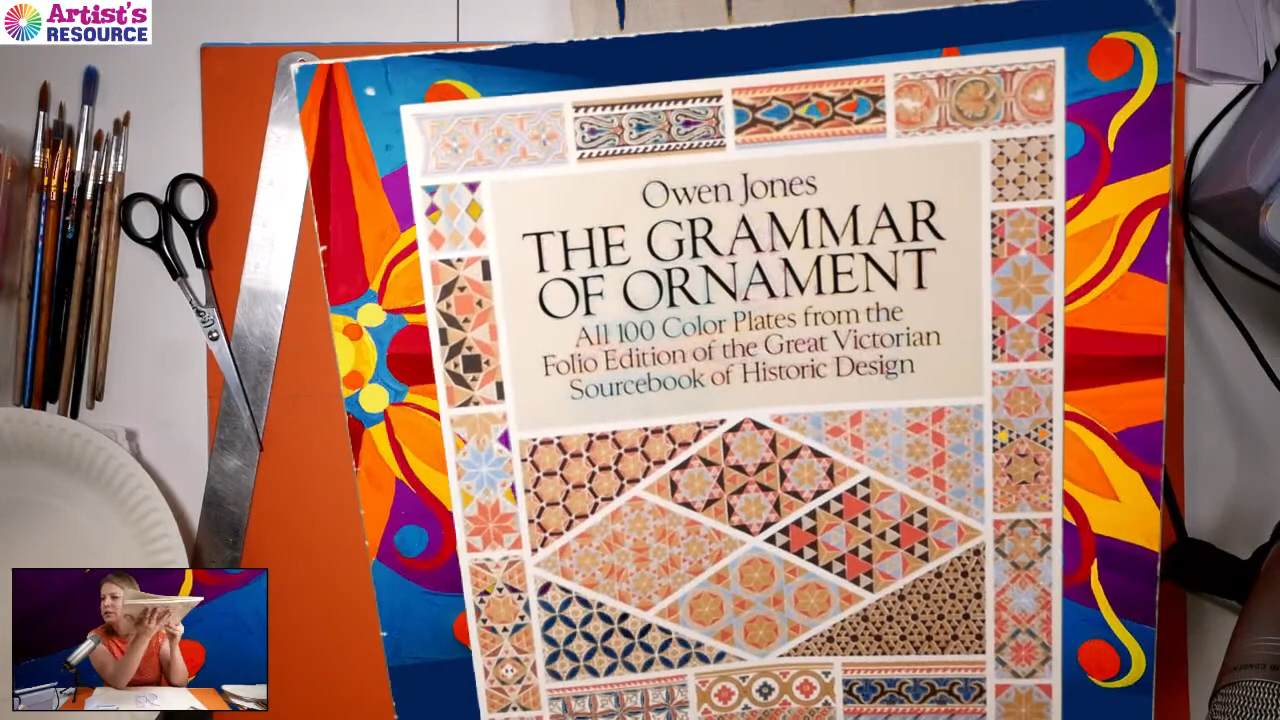 Artist's
RESOURCE
Owen Jones
THE GRAMMAR
OF ORNAMENT
All 100 Color Plates from the
Folio Edition of the Great Victorian
Sourcebook of Historic Design